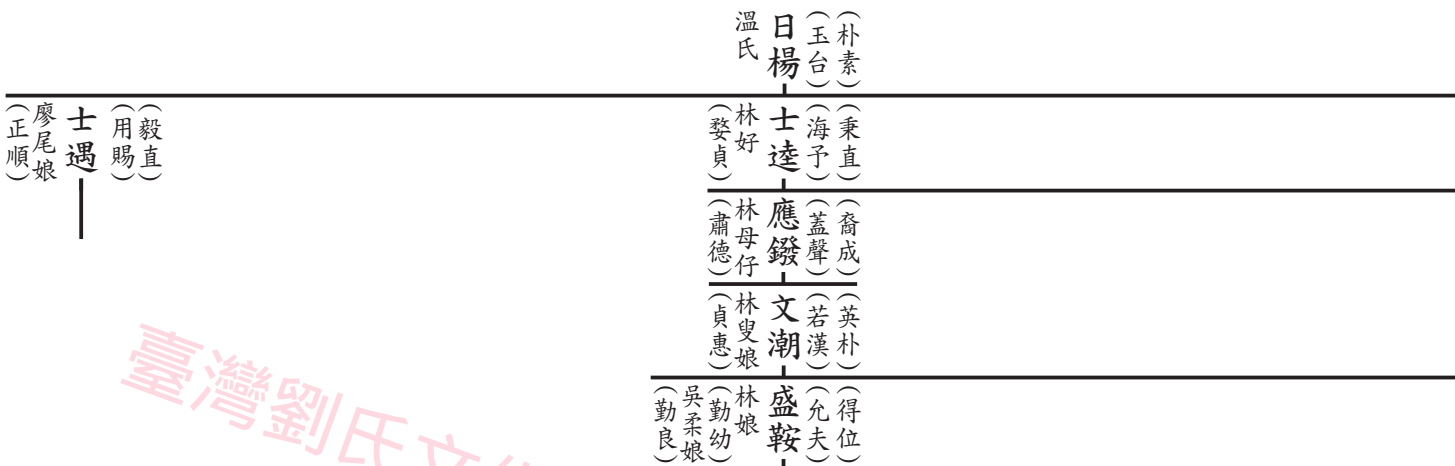 (朴素)
(玉台)
日楊
溫氏
(秉直)
(海予)
士逵
林好
(婺貞)
(毅直)
(用賜)
士遇
廖尾娘
(正順)
(裔成)
(蓋聲)
應鏺
林母仔
(肅德)
(英朴)
(若漢)
文潮
林叟娘
(貞惠)
(得位)
(允夫)
盛鞍
林娘
(勤幼)
吳柔娘
(勤良)
臺灣劉氏文